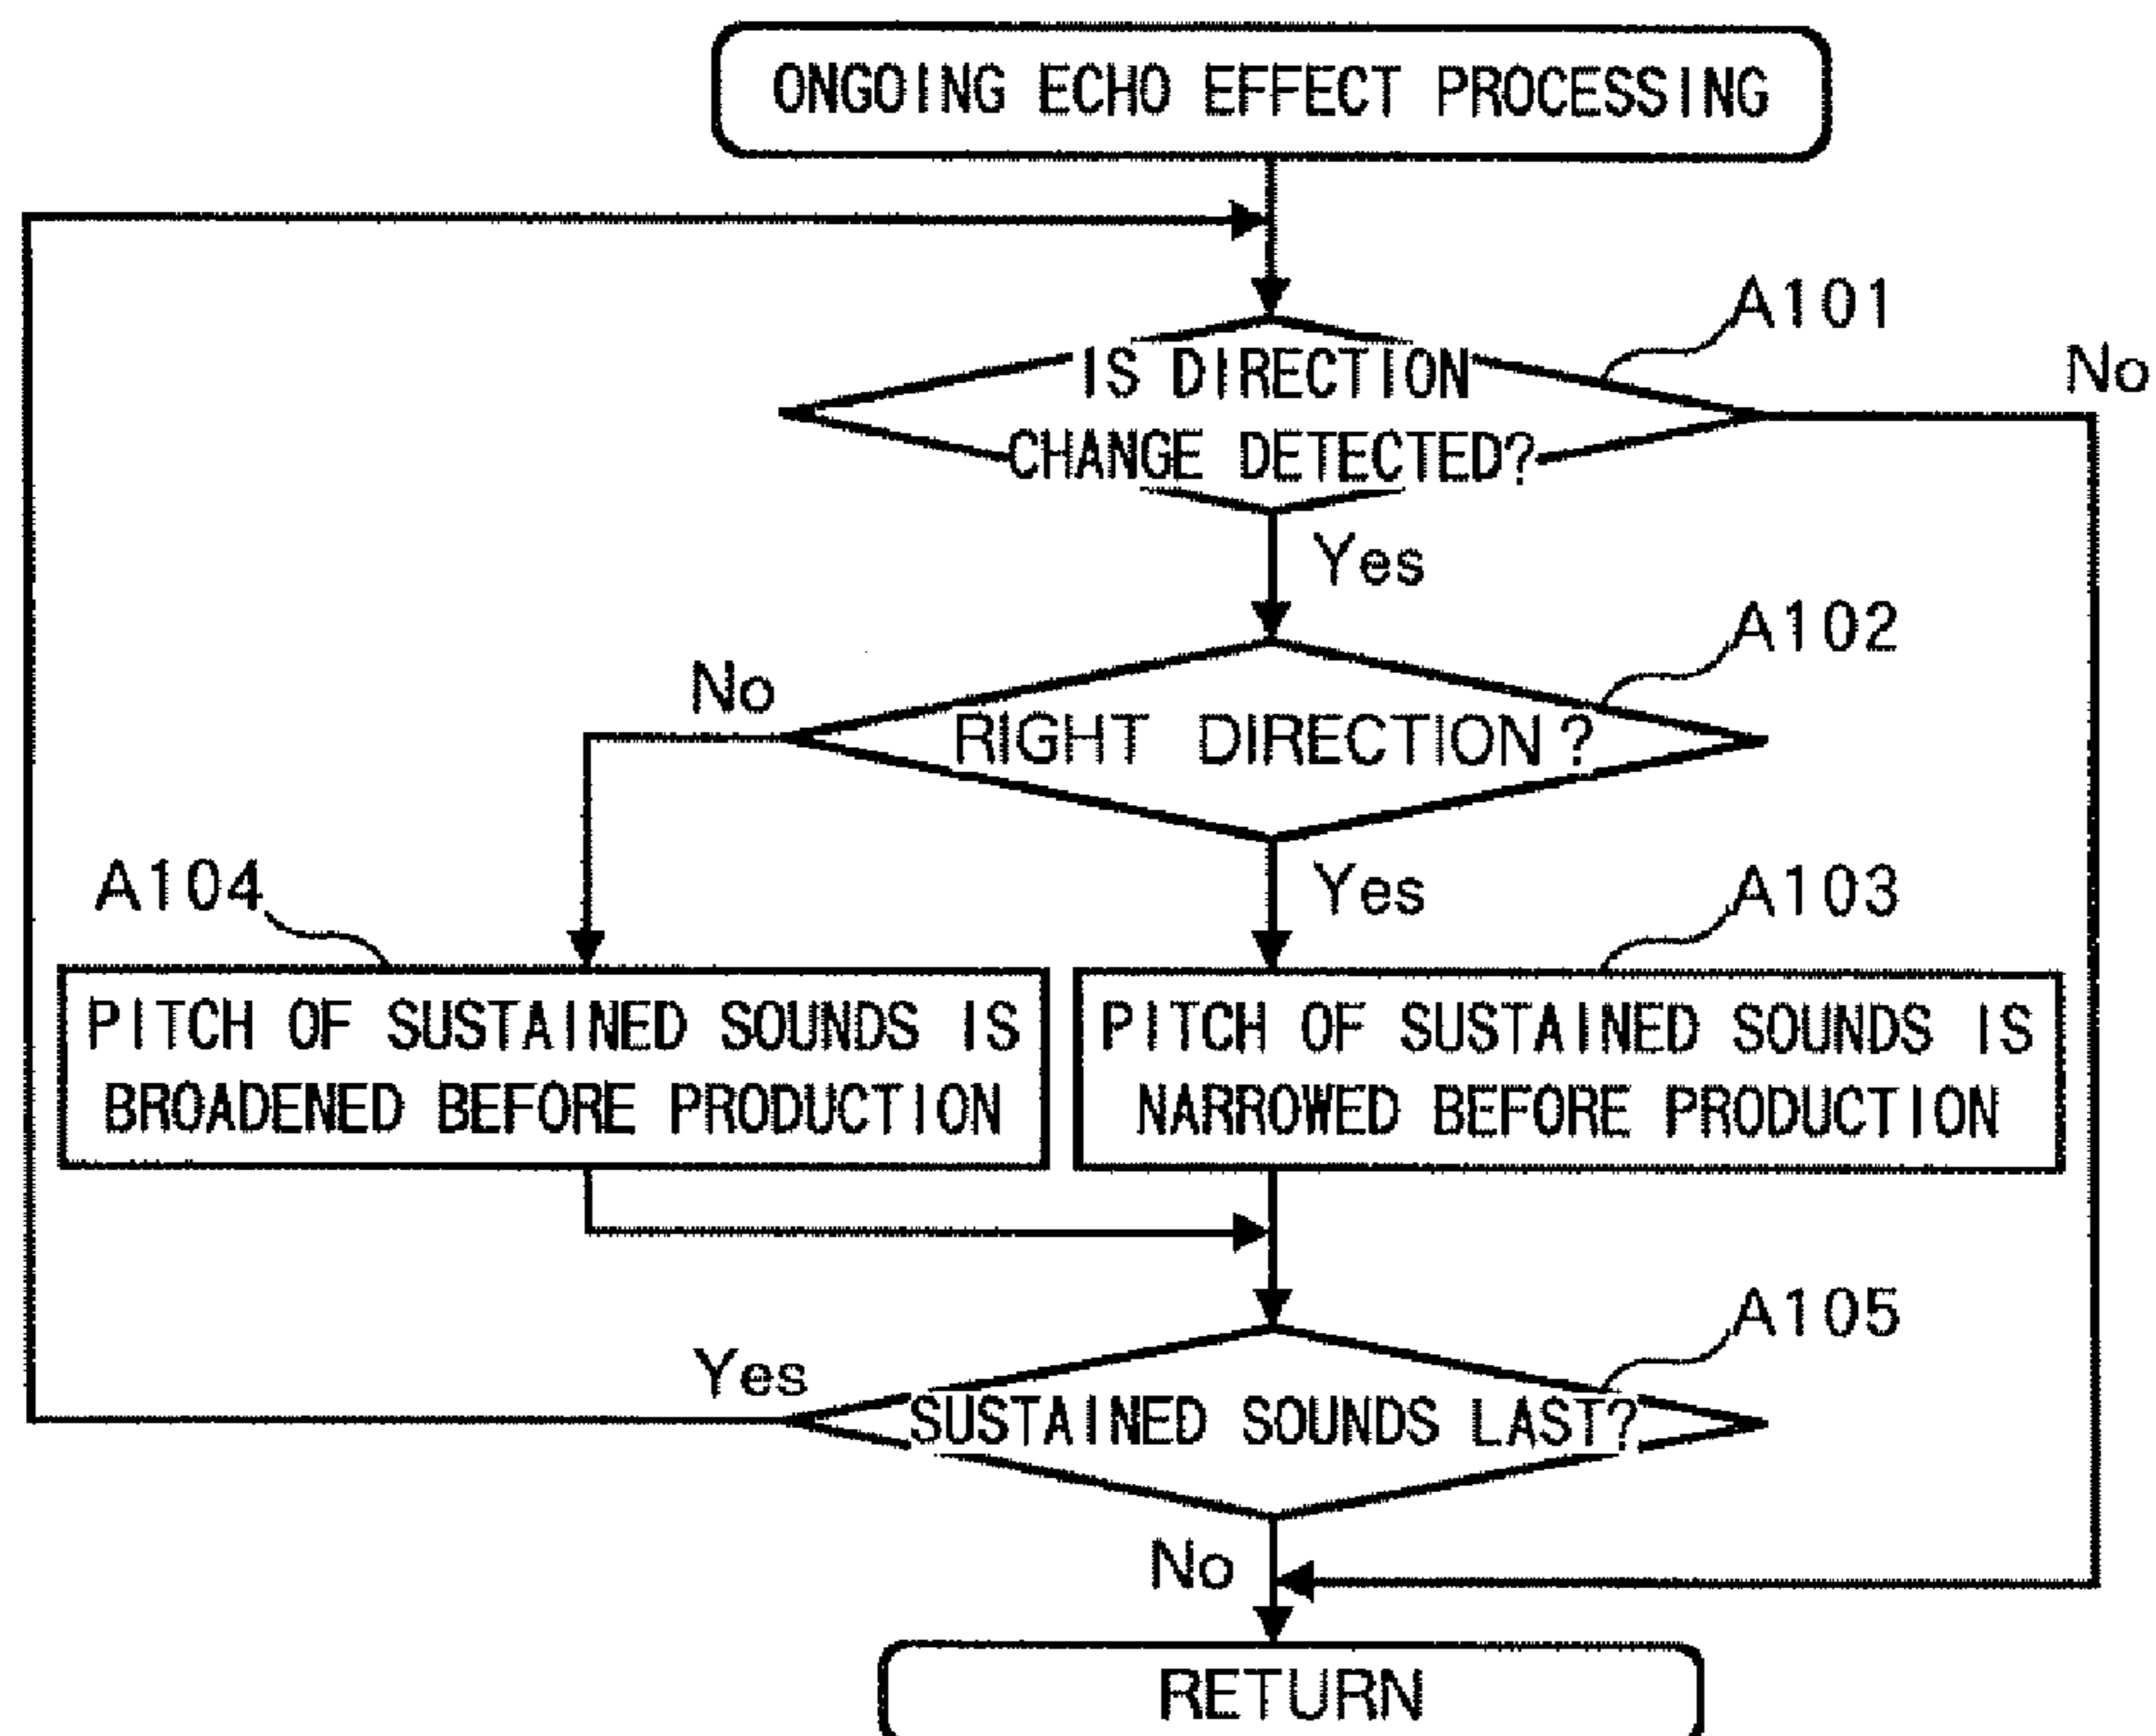 ONGOING ECHO EFFECT PROCESSING
A101
No
IS DIRECTION
CHANGE DETECTED?
Yes
A102
No
RIGHT DIRECTION?
Yes
A104
A103
PITCH OF SUSTAINED SOUNDS IS
BROADENED BEFORE PRODUCTION
PITCH OF SUSTAINED SOUNDS IS
NARROWED BEFORE PRODUCTION
A105
Yes
SUSTAINED SOUNDS LAST?
No
RETURN